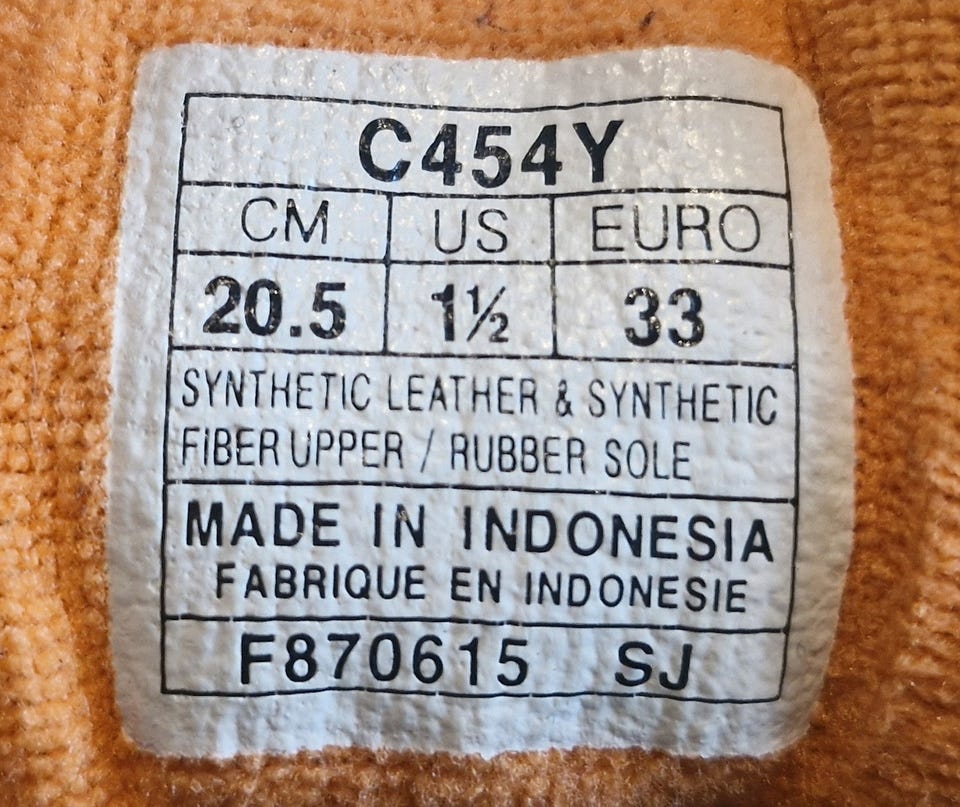 C454Y
CM US EURO
20.5 1½ 33
SYNTHETIC LEATHER & SYNTHETIC
FIBER UPPER / RUBBER SOLE
MADE IN INDONESIA
FABRIQUE EN INDONESIE
F870615 SJ